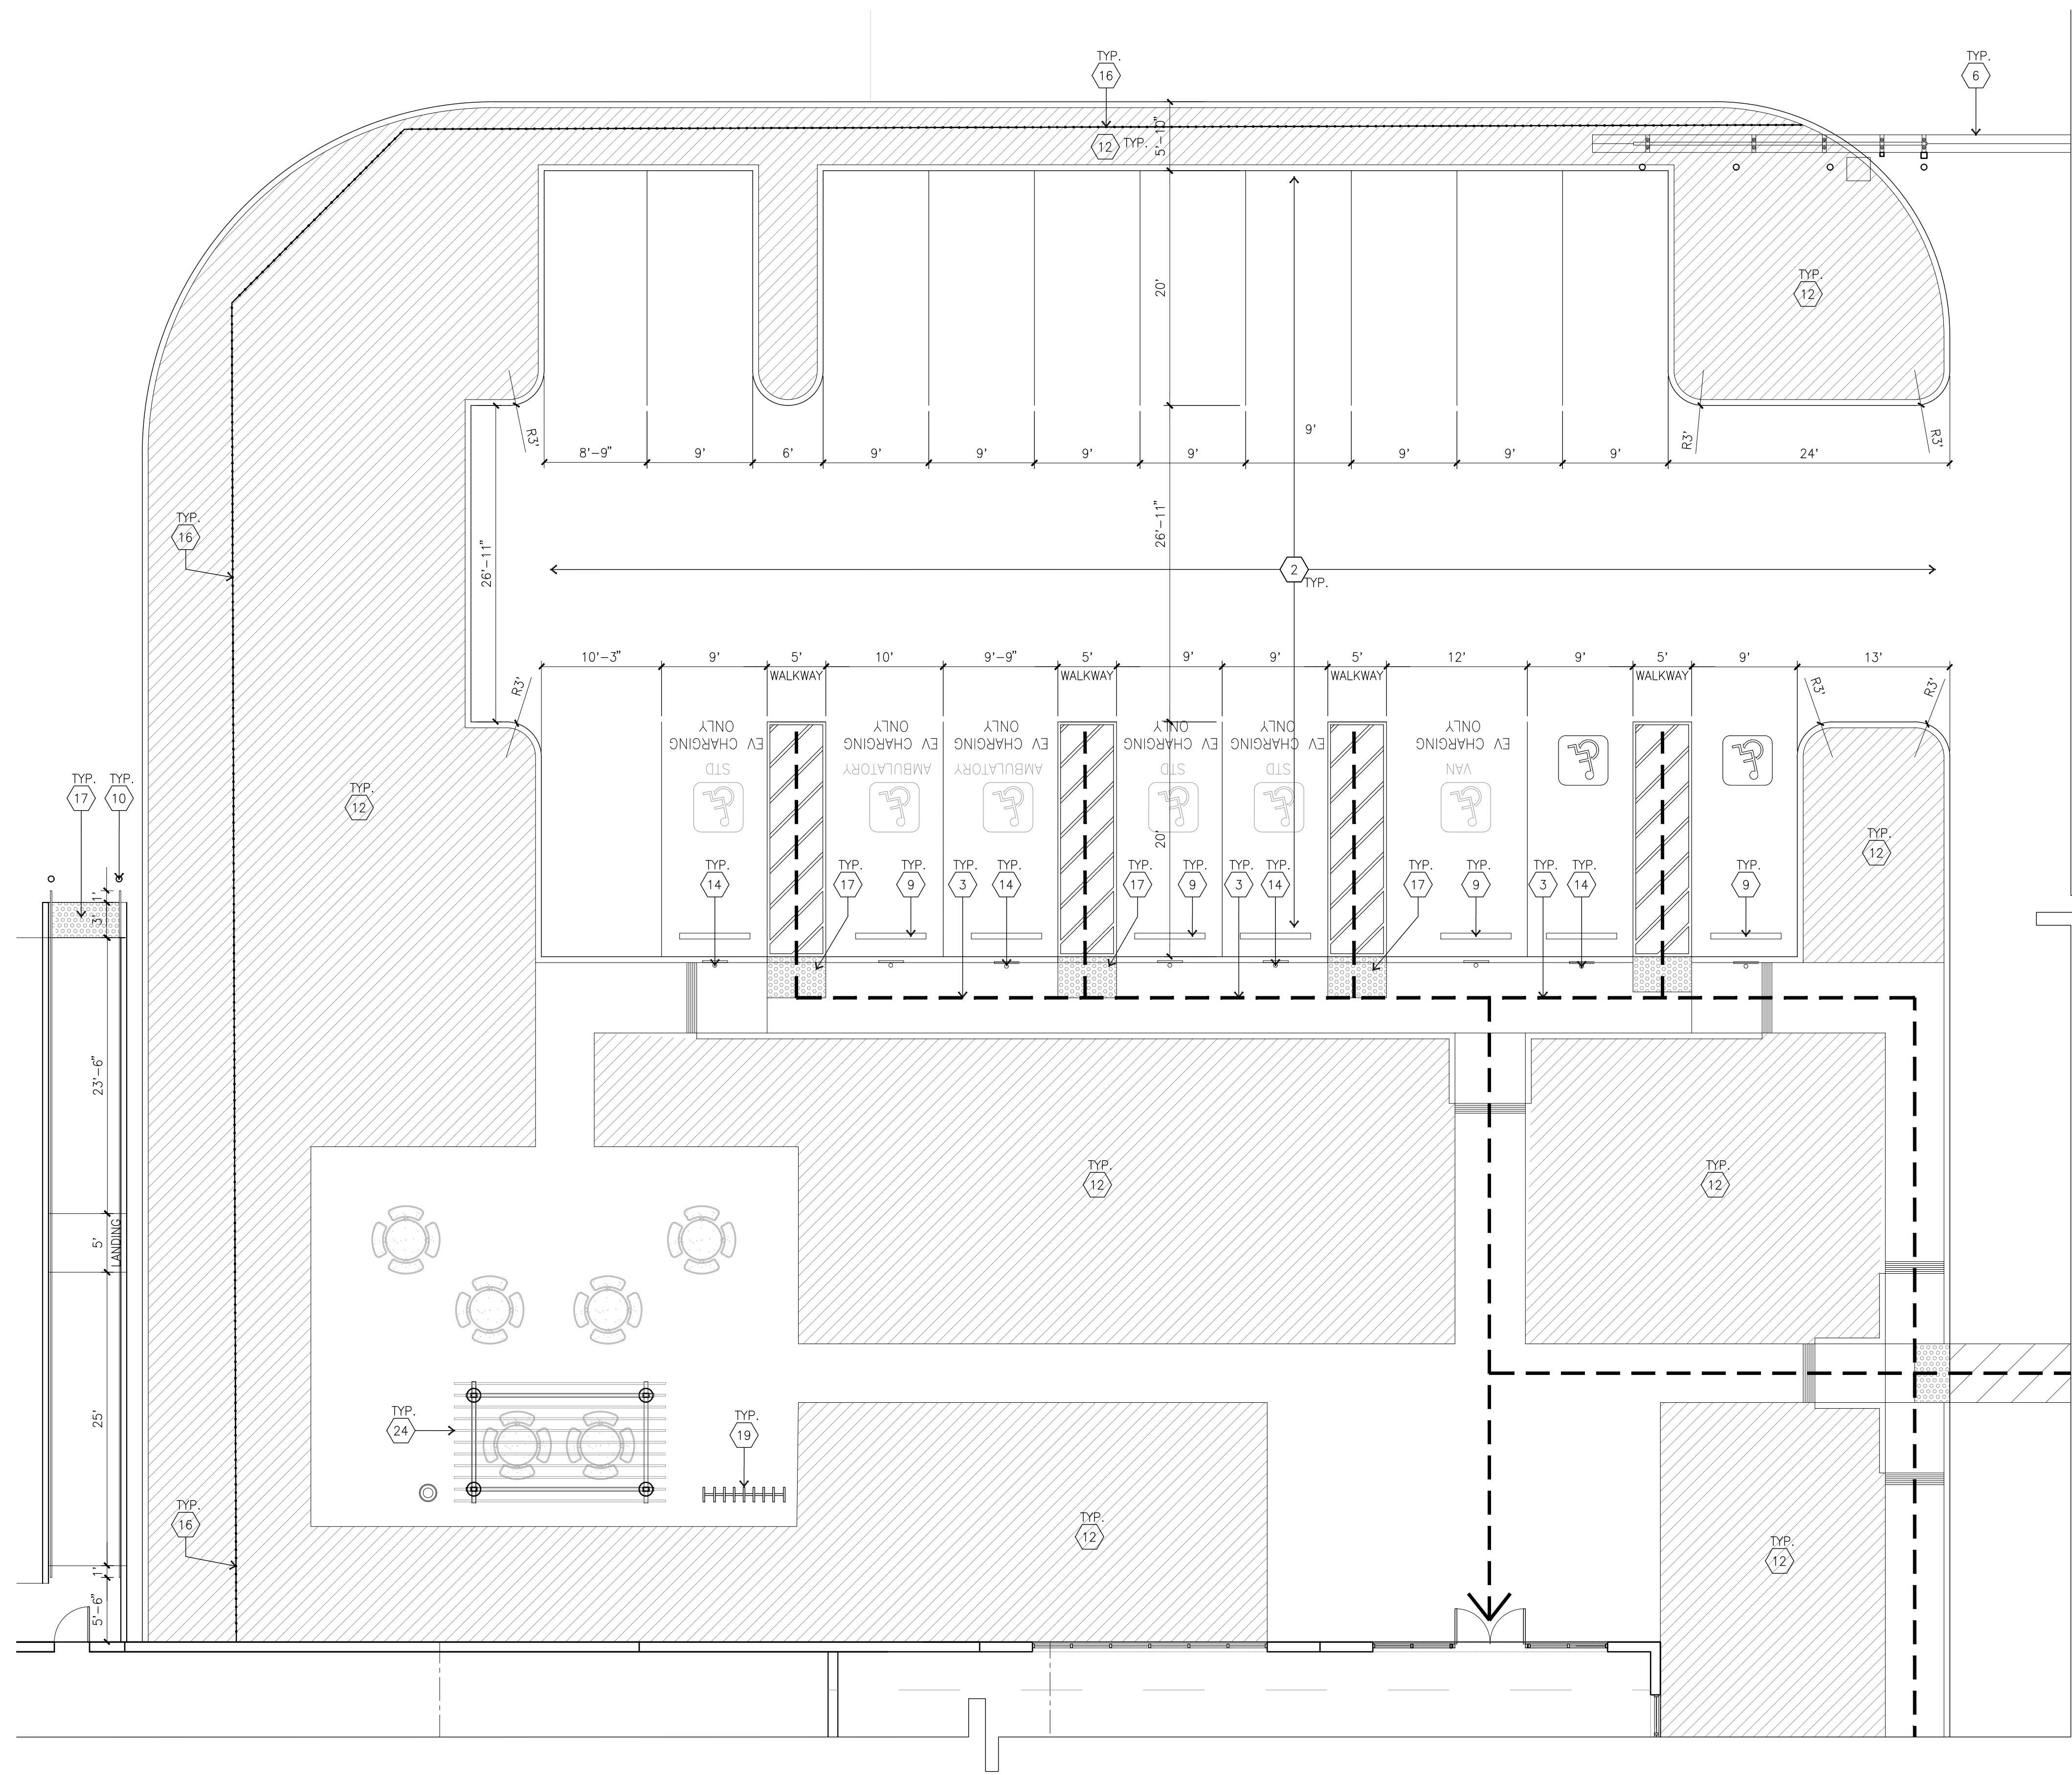 TYP.
16
TYP.
6
12 TYP.
5'-10"
TYP.
12
20'
R3'
R3'
R3'
9'
8'-9"
9'
6'
9'
9'
9'
9'
9'
9'
9'
24'
TYP.
16
26'-11"
26'-11"
2
TYP.
10'-3"
9'
5'
10'
9'-9"
5'
9'
9'
5'
12'
9'
5'
9'
13'
WALKWAY
WALKWAY
WALKWAY
WALKWAY
R3'
R3'
R3'
EV CHARGING
ONLY
STD
EV CHARGING
ONLY
AMBULATORY
EV CHARGING
ONLY
AMBULATORY
EV CHARGING
ONLY
STD
EV CHARGING
ONLY
STD
EV CHARGING
ONLY
VAN
TYP.
17
TYP.
10
TYP.
12
20'
TYP.
12
TYP.
14
TYP.
17
TYP.
9
TYP.
3
TYP.
14
TYP.
17
TYP.
9
TYP.
3
TYP.
14
TYP.
17
TYP.
9
TYP.
3
TYP.
14
TYP.
9
1'
3'
23'-6"
5'
LANDING
25'
1'
5'-6"
TYP.
12
TYP.
12
TYP.
24
TYP.
19
TYP.
16
TYP.
12
TYP.
12